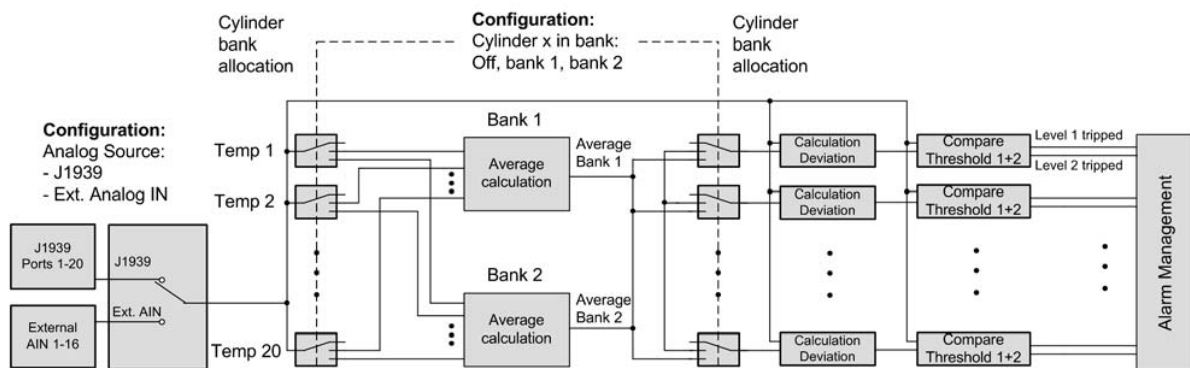 Configuration:
Cylinder x in bank:
Off, bank 1, bank 2
Cylinder
bank
allocation
Cylinder
bank
allocation
Configuration:
Analog Source:
- J1939
- Ext. Analog IN
J1939
Ports 1-20
External
AIN 1-16
J1939
Ext. AIN
Temp 1
Temp 2
Temp 20
Bank 1
Average
calculation
Average
Bank 1
Bank 2
Average
calculation
Average
Bank 2
Calculation
Deviation
Compare
Threshold 1+2
Level 1 tripped
Level 2 tripped
Calculation
Deviation
Compare
Threshold 1+2
Calculation
Deviation
Compare
Threshold 1+2
Alarm Management